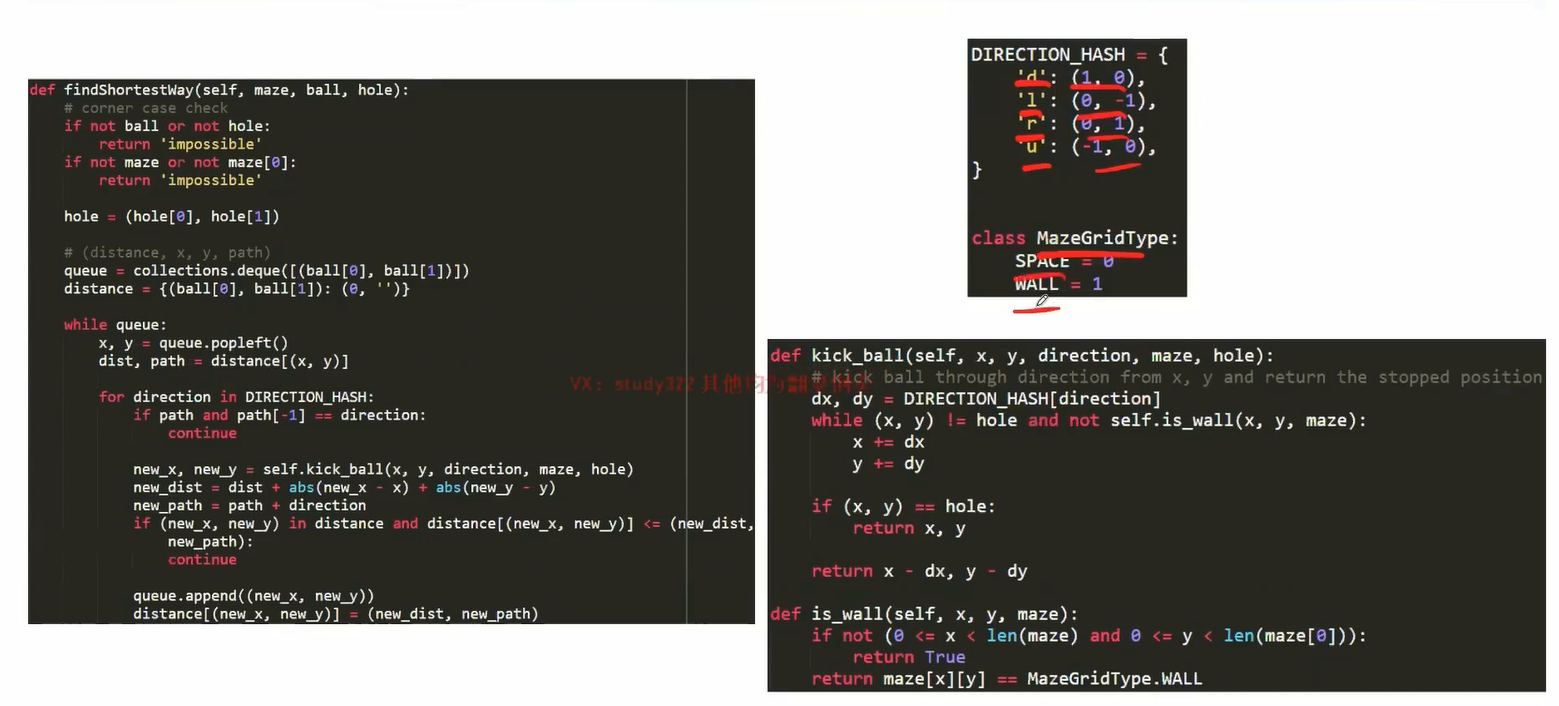 def findShortestWay(self, maze, ball, hole):
    # corner case check
    if not ball or not hole:
        return 'impossible'
    if not maze or not maze[0]:
        return 'impossible'

    hole = (hole[0], hole[1])

    # (distance, x, y, path)
    queue = collections.deque([(ball[0], ball[1])])
    distance = {(ball[0], ball[1]): (0, '')}

    while queue:
        x, y = queue.popleft()
        dist, path = distance[(x, y)]

        for direction in DIRECTION_HASH:
            if path and path[-1] == direction:
                continue

            new_x, new_y = self.kick_ball(x, y, direction, maze, hole)
            new_dist = dist + abs(new_x - x) + abs(new_y - y)
            new_path = path + direction
            if (new_x, new_y) in distance and distance[(new_x, new_y)] <= (new_dist,
                new_path):
                continue

            queue.append((new_x, new_y))
            distance[(new_x, new_y)] = (new_dist, new_path)

DIRECTION_HASH = {
    'd': (1, 0),
    'l': (0, -1),
    'r': (0, 1),
    'u': (-1, 0),
}

class MazeGridType:
    SPACE = 0
    WALL = 1

def kick_ball(self, x, y, direction, maze, hole):
    # kick ball through direction from x, y and return the stopped position
    dx, dy = DIRECTION_HASH[direction]
    while (x, y) != hole and not self.is_wall(x, y, maze):
        x += dx
        y += dy

    if (x, y) == hole:
        return x, y

    return x - dx, y - dy

def is_wall(self, x, y, maze):
    if not (0 <= x < len(maze) and 0 <= y < len(maze[0])):
        return True
    return maze[x][y] == MazeGridType.WALL
VX: study322 其他均为翻